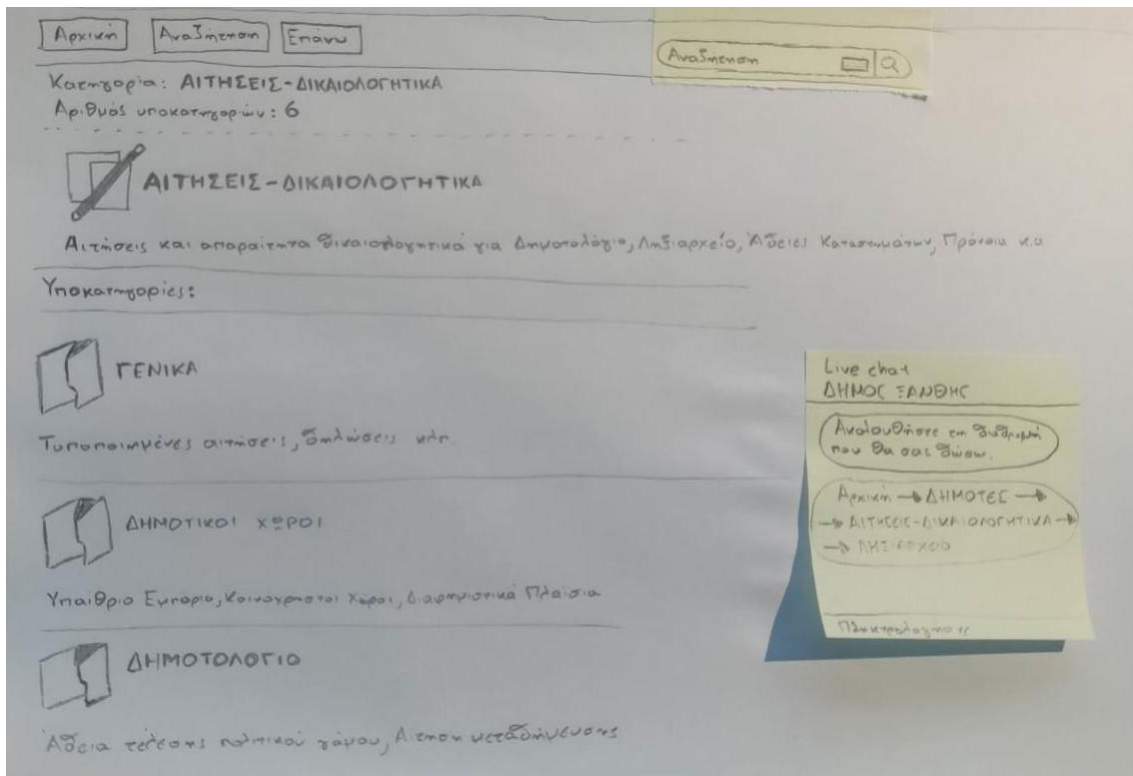 Αρχική Αναζήτηση Επάνω
Αναζήτηση
Κατηγορία: ΑΙΤΗΣΕΙΣ-ΔΙΚΑΙΟΛΟΓΗΤΙΚΑ
Αριθμός υποκατηγοριών: 6
ΑΙΤΗΣΕΙΣ-ΔΙΚΑΙΟΛΟΓΗΤΙΚΑ
Αιτήσεις και απαραίτητα δικαιολογητικά για Δημοτολόγιο, Ληξιαρχείο, Άδειες Καταστημάτων, Πρόνοια κ.α
Υποκατηγορίες:
ΓΕΝΙΚΑ
Τυποποιημένες αιτήσεις, δηλώσεις κλπ
ΔΗΜΟΤΙΚΟΙ ΧΩΡΟΙ
Υπαίθριο Εμπόριο, Κοινόχρηστοι Χώροι, Διαφημιστικά Πλαίσια
ΔΗΜΟΤΟΛΟΓΙΟ
Άδεια τέλεσης πολιτικού γάμου, Αίτηση μεταδημότευσης
Live chat
ΔΗΜΟΣ ΞΑΝΘΗΣ
Ακολουθήστε τη διαδρομή
που θα σας δώσω.
Αρχική → ΔΗΜΟΤΕΣ →
→ ΑΙΤΗΣΕΙΣ-ΔΙΚΑΙΟΛΟΓΗΤΙΚΑ →
→ ΛΗΞΙΑΡΧΕΙΟ